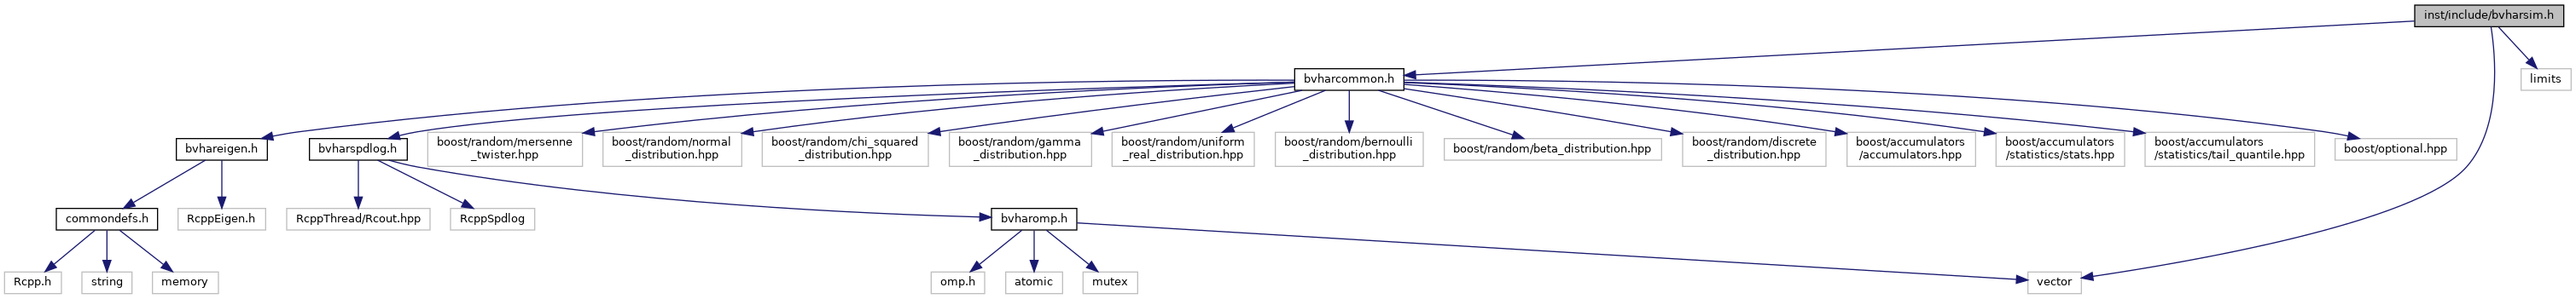 inst/include/bvharsim.h
bvharcommon.h
limits
bvhareigen.h
bvharspdlog.h
boost/random/mersenne
_twister.hpp
boost/random/normal
_distribution.hpp
boost/random/chi_squared
_distribution.hpp
boost/random/gamma
_distribution.hpp
boost/random/uniform
_real_distribution.hpp
boost/random/bernoulli
_distribution.hpp
boost/random/beta_distribution.hpp
boost/random/discrete
_distribution.hpp
boost/accumulators
/accumulators.hpp
boost/accumulators
/statistics/stats.hpp
boost/accumulators
/statistics/tail_quantile.hpp
boost/optional.hpp
commondefs.h
RcppEigen.h
RcppThread/Rcout.hpp
RcppSpdlog
bvharomp.h
Rcpp.h
string
memory
omp.h
atomic
mutex
vector